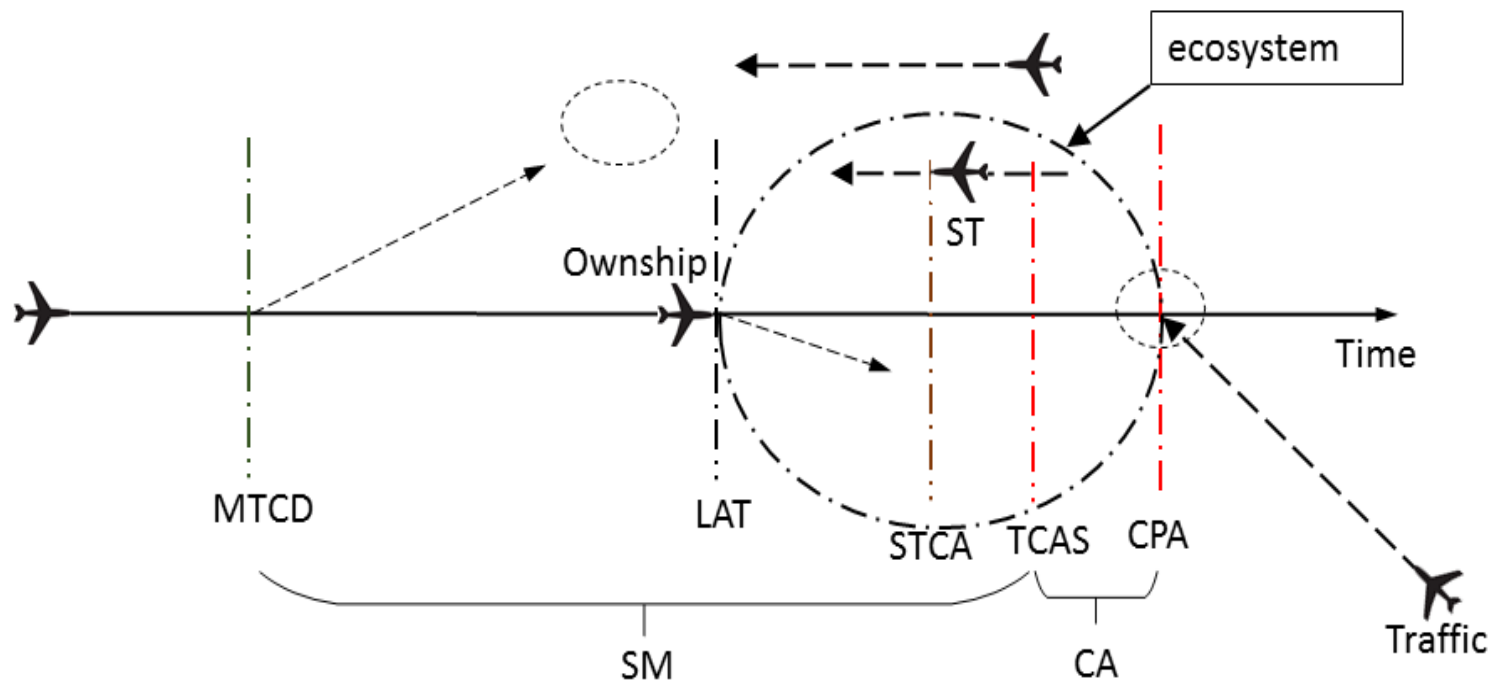 ecosystem
ST
Ownship
Time
MTCD
LAT
STCA
TCAS
CPA
Traffic
SM
CA